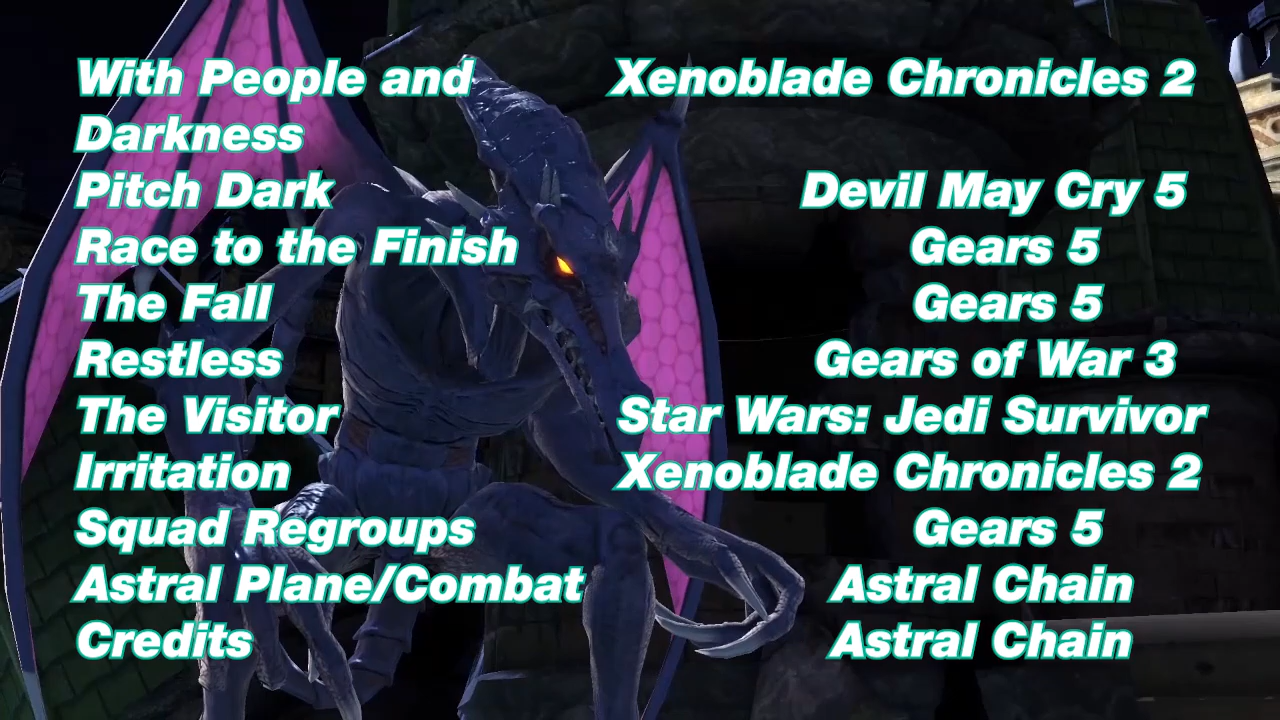 With People and Xenoblade Chronicles 2
Darkness
Pitch Dark Devil May Cry 5
Race to the Finish Gears 5
The Fall Gears 5
Restless Gears of War 3
The Visitor Star Wars: Jedi Survivor
Irritation Xenoblade Chronicles 2
Squad Regroups Gears 5
Astral Plane/Combat Astral Chain
Credits Astral Chain